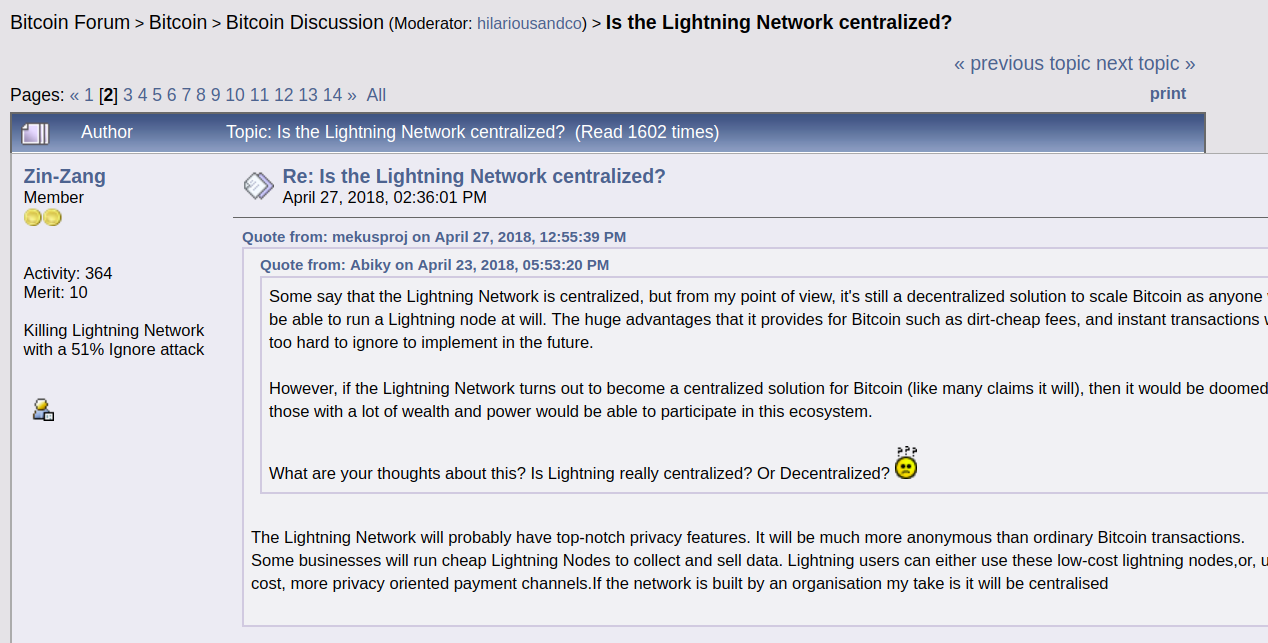 Bitcoin Forum > Bitcoin > Bitcoin Discussion (Moderator: hilariousandco) > Is the Lightning Network centralized?
« previous topic next topic »
Pages: « 1 [2] 3 4 5 6 7 8 9 10 11 12 13 14 » All
print
Author Topic: Is the Lightning Network centralized? (Read 1602 times)
Zin-Zang
Member
Activity: 364
Merit: 10
Killing Lightning Network
with a 51% Ignore attack
Re: Is the Lightning Network centralized?
April 27, 2018, 02:36:01 PM
Quote from: mekusproj on April 27, 2018, 12:55:39 PM
Quote from: Abiky on April 23, 2018, 05:53:20 PM
Some say that the Lightning Network is centralized, but from my point of view, it's still a decentralized solution to scale Bitcoin as anyone
be able to run a Lightning node at will. The huge advantages that it provides for Bitcoin such as dirt-cheap fees, and instant transactions
too hard to ignore to implement in the future.
However, if the Lightning Network turns out to become a centralized solution for Bitcoin (like many claims it will), then it would be doomed
those with a lot of wealth and power would be able to participate in this ecosystem.
What are your thoughts about this? Is Lightning really centralized? Or Decentralized?
The Lightning Network will probably have top-notch privacy features. It will be much more anonymous than ordinary Bitcoin transactions.
Some businesses will run cheap Lightning Nodes to collect and sell data. Lightning users can either use these low-cost lightning nodes,or,
cost, more privacy oriented payment channels.If the network is built by an organisation my take is it will be centralised